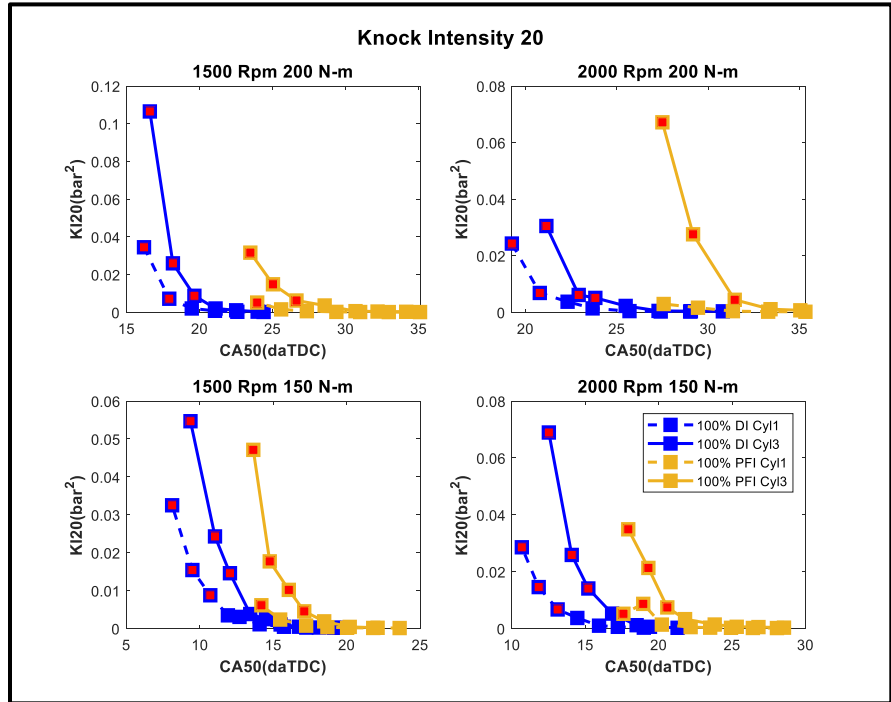 Knock Intensity 20
1500 Rpm 200 N-m
0.12
0.1
0.08
0.06
0.04
0.02
0
KI20(bar²)
15 20 25 30 35
CA50(daTDC)
2000 Rpm 200 N-m
0.08
0.06
0.04
0.02
0
KI20(bar²)
20 25 30 35
CA50(daTDC)
1500 Rpm 150 N-m
0.06
0.05
0.04
0.03
0.02
0.01
0
KI20(bar²)
5 10 15 20 25
CA50(daTDC)
2000 Rpm 150 N-m
0.08
0.06
0.04
0.02
0
KI20(bar²)
10 15 20 25 30
CA50(daTDC)
100% DI Cyl1
100% DI Cyl3
100% PFI Cyl1
100% PFI Cyl3